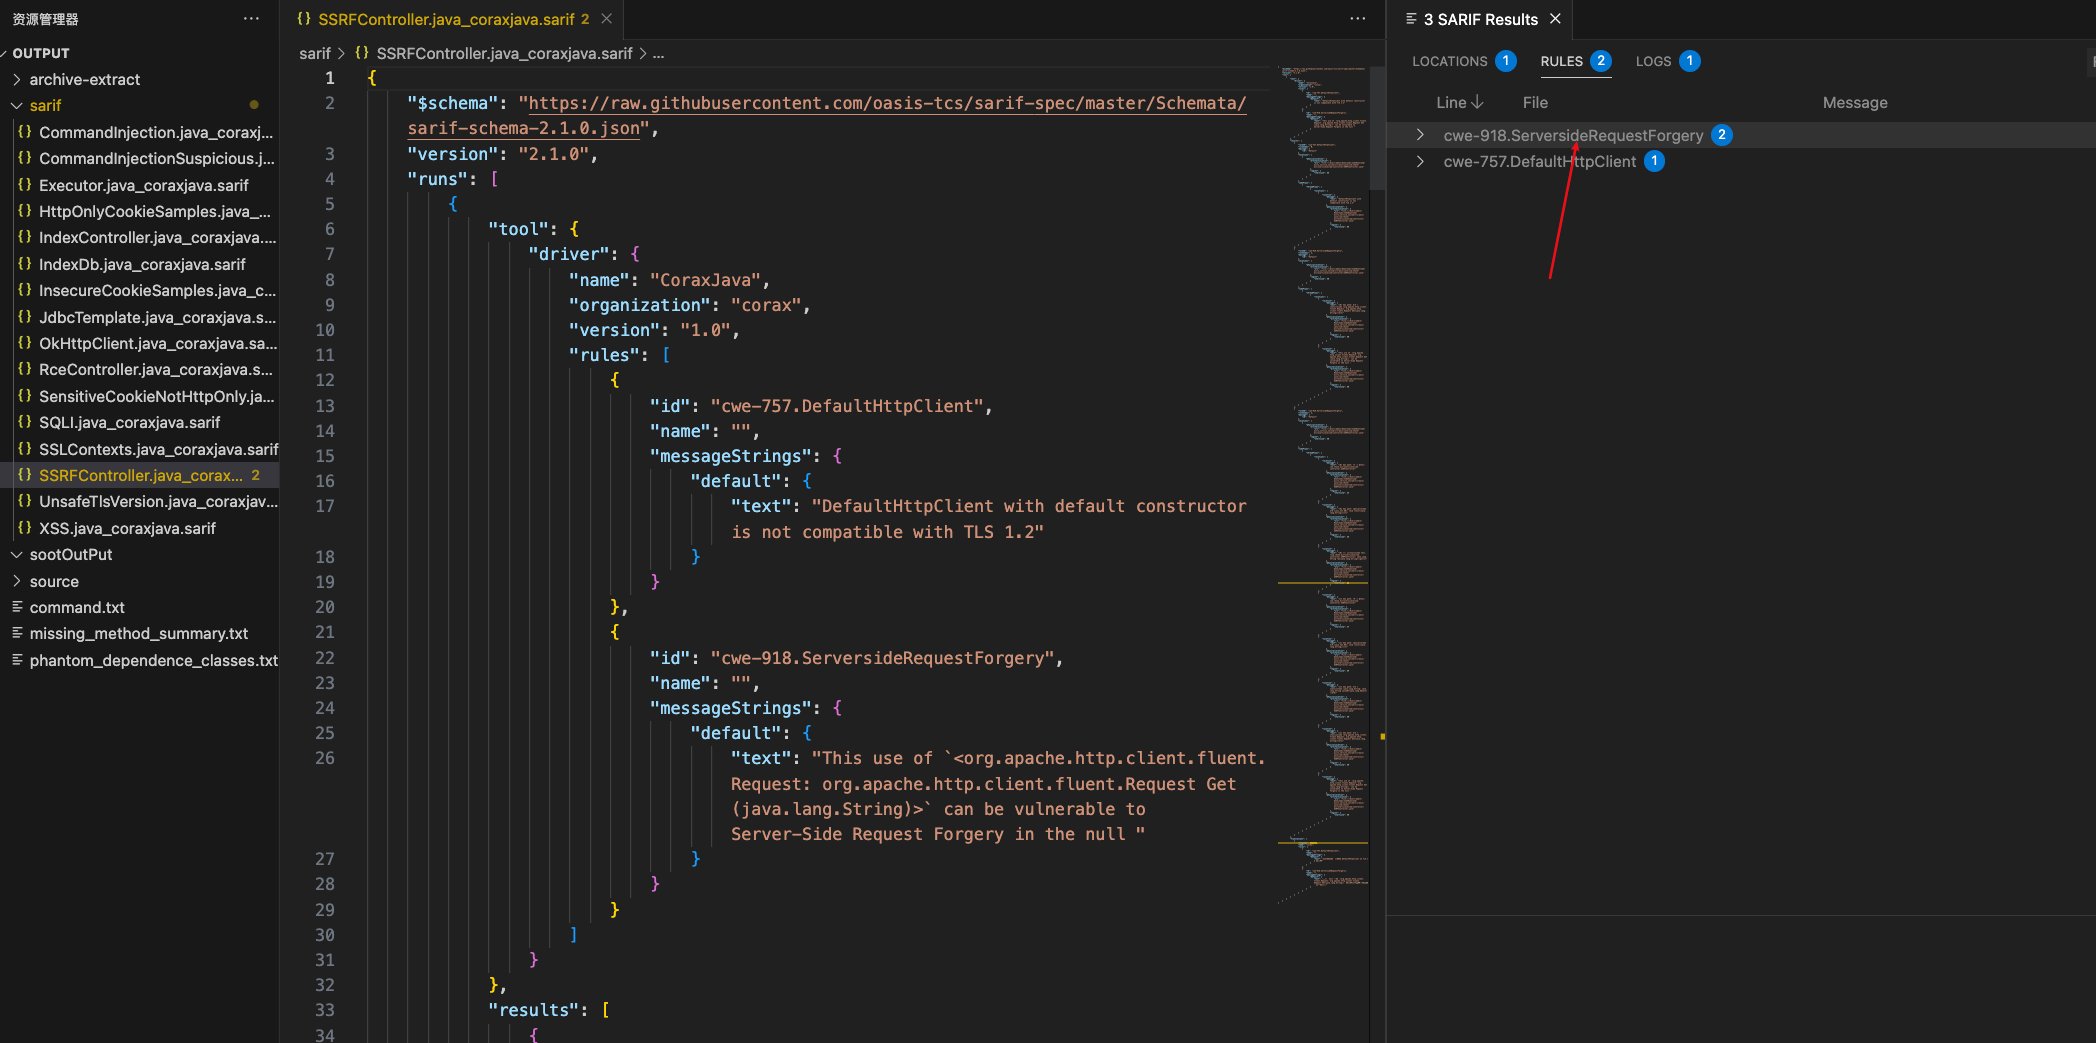 资源管理器
OUTPUT
archive-extract
sarif
CommandInjection.java_coraxj...
CommandInjectionSuspicious.j...
Executor.java_coraxjava.sarif
HttpOnlyCookieSamples.java_...
IndexController.java_coraxjava....
IndexDb.java_coraxjava.sarif
InsecureCookieSamples.java_c...
JdbcTemplate.java_coraxjava.s...
OkHttpClient.java_coraxjava.sa...
RceController.java_coraxjava.s...
SensitiveCookieNotHttpOnly.ja...
SQLI.java_coraxjava.sarif
SSLContexts.java_coraxjava.sarif
SSRFController.java_corax... 2
UnsafeTlsVersion.java_coraxjav...
XSS.java_coraxjava.sarif
sootOutPut
source
command.txt
missing_method_summary.txt
phantom_dependence_classes.txt
{} SSRFController.java_coraxjava.sarif 2
sarif > {} SSRFController.java_coraxjava.sarif > ...
1 {
2 "$schema": "https://raw.githubusercontent.com/oasis-tcs/sarif-spec/master/Schemata/
sarif-schema-2.1.0.json",
3 "version": "2.1.0",
4 "runs": [
5 {
6 "tool": {
7 "driver": {
8 "name": "CoraxJava",
9 "organization": "corax",
10 "version": "1.0",
11 "rules": [
12 {
13 "id": "cwe-757.DefaultHttpClient",
14 "name": "",
15 "messageStrings": {
16 "default": {
17 "text": "DefaultHttpClient with default constructor
is not compatible with TLS 1.2"
18 }
19 }
20 },
21 {
22 "id": "cwe-918.ServersideRequestForgery",
23 "name": "",
24 "messageStrings": {
25 "default": {
26 "text": "This use of `<org.apache.http.client.fluent.
Request: org.apache.http.client.fluent.Request Get
(java.lang.String)>` can be vulnerable to
Server-Side Request Forgery in the null "
27 }
28 }
29 }
30 ]
31 }
32 },
33 "results": [
34 {
3 SARIF Results
LOCATIONS 1 RULES 2 LOGS 1
Line File Message
cwe-918.ServersideRequestForgery 2
cwe-757.DefaultHttpClient 1